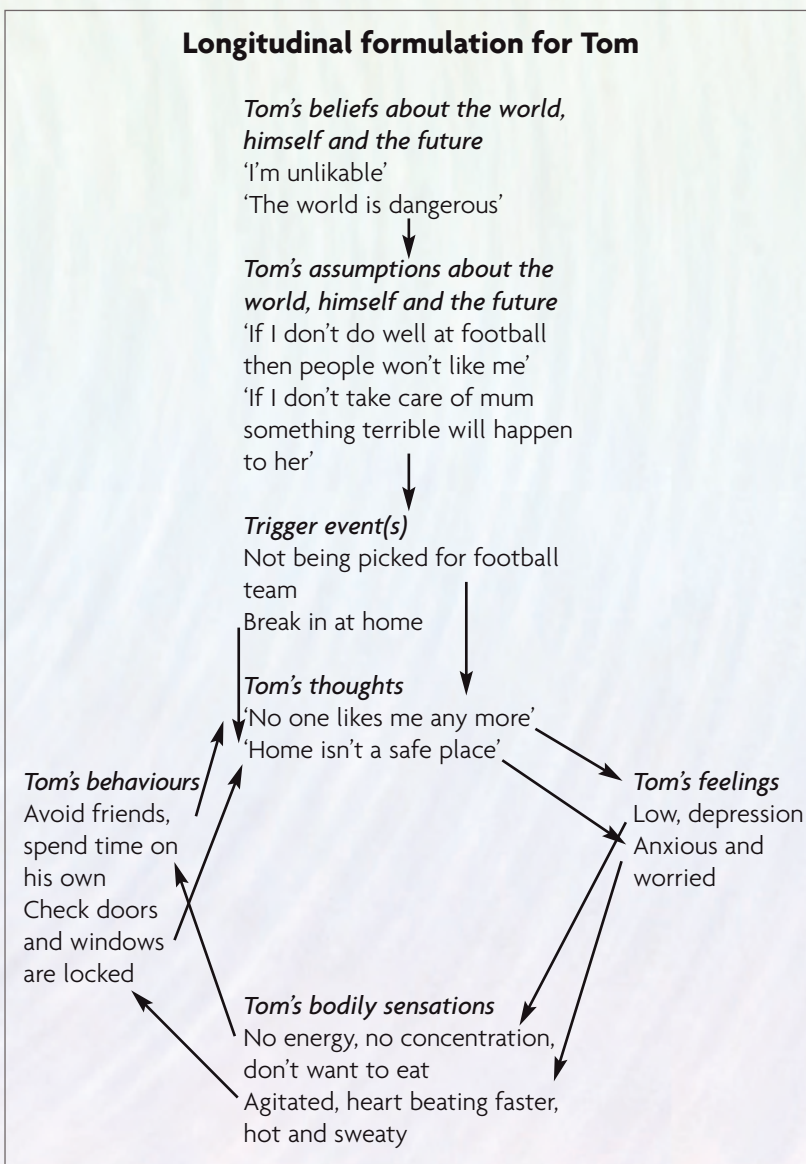 Longitudinal formulation for Tom
Tom’s beliefs about the world,
himself and the future
‘I’m unlikable’
‘The world is dangerous’
Tom’s assumptions about the
world, himself and the future
‘If I don’t do well at football
then people won’t like me’
‘If I don’t take care of mum
something terrible will happen
to her’
Trigger event(s)
Not being picked for football
team
Break in at home
Tom’s thoughts
‘No one likes me any more’
‘Home isn’t a safe place’
Tom’s behaviours
Avoid friends,
spend time on
his own
Check doors
and windows
are locked
Tom’s feelings
Low, depression
Anxious and
worried
Tom’s bodily sensations
No energy, no concentration,
don’t want to eat
Agitated, heart beating faster,
hot and sweaty